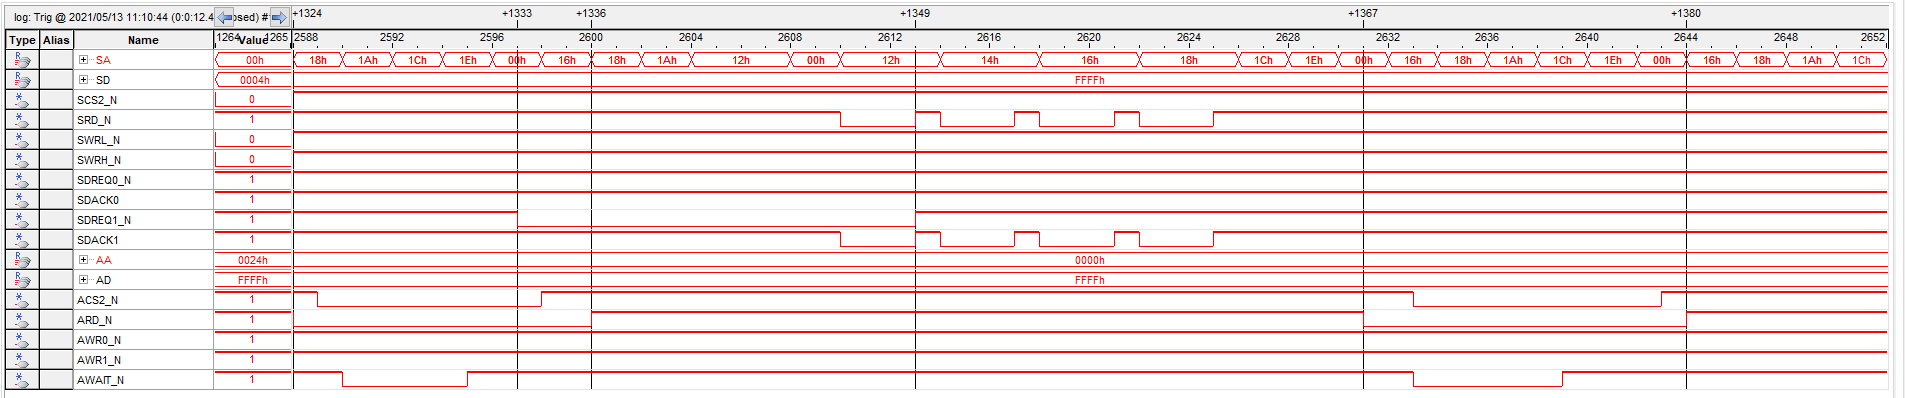 log: Trig @ 2021/05/13 11:10:44 (0:0:12.4 osed) # +1324 +1333 +1336 +1349 +1367 +1380
Type Alias Name 1264 Value 1265 2588 2592 2596 2600 2604 2608 2612 2616 2620 2624 2628 2632 2636 2640 2644 2648 2652
SA 00h 18h 1Ah 1Ch 1Eh 00h 16h 18h 1Ah 12h 00h 12h 14h 16h 18h 1Ch 1Eh 00h 16h 18h 1Ah 1Ch 1Eh 00h 16h 18h 1Ah 1Ch
SD 0004h FFFFh
SCS2_N 0
SRD_N 1
SWRL_N 0
SWRH_N 0
SDREQ0_N 1
SDACK0 1
SDREQ1_N 1
SDACK1 1
AA 0024h 0000h
AD FFFFh FFFFh
ACS2_N 1
ARD_N 1
AWR0_N 1
AWR1_N 1
AWAIT_N 1